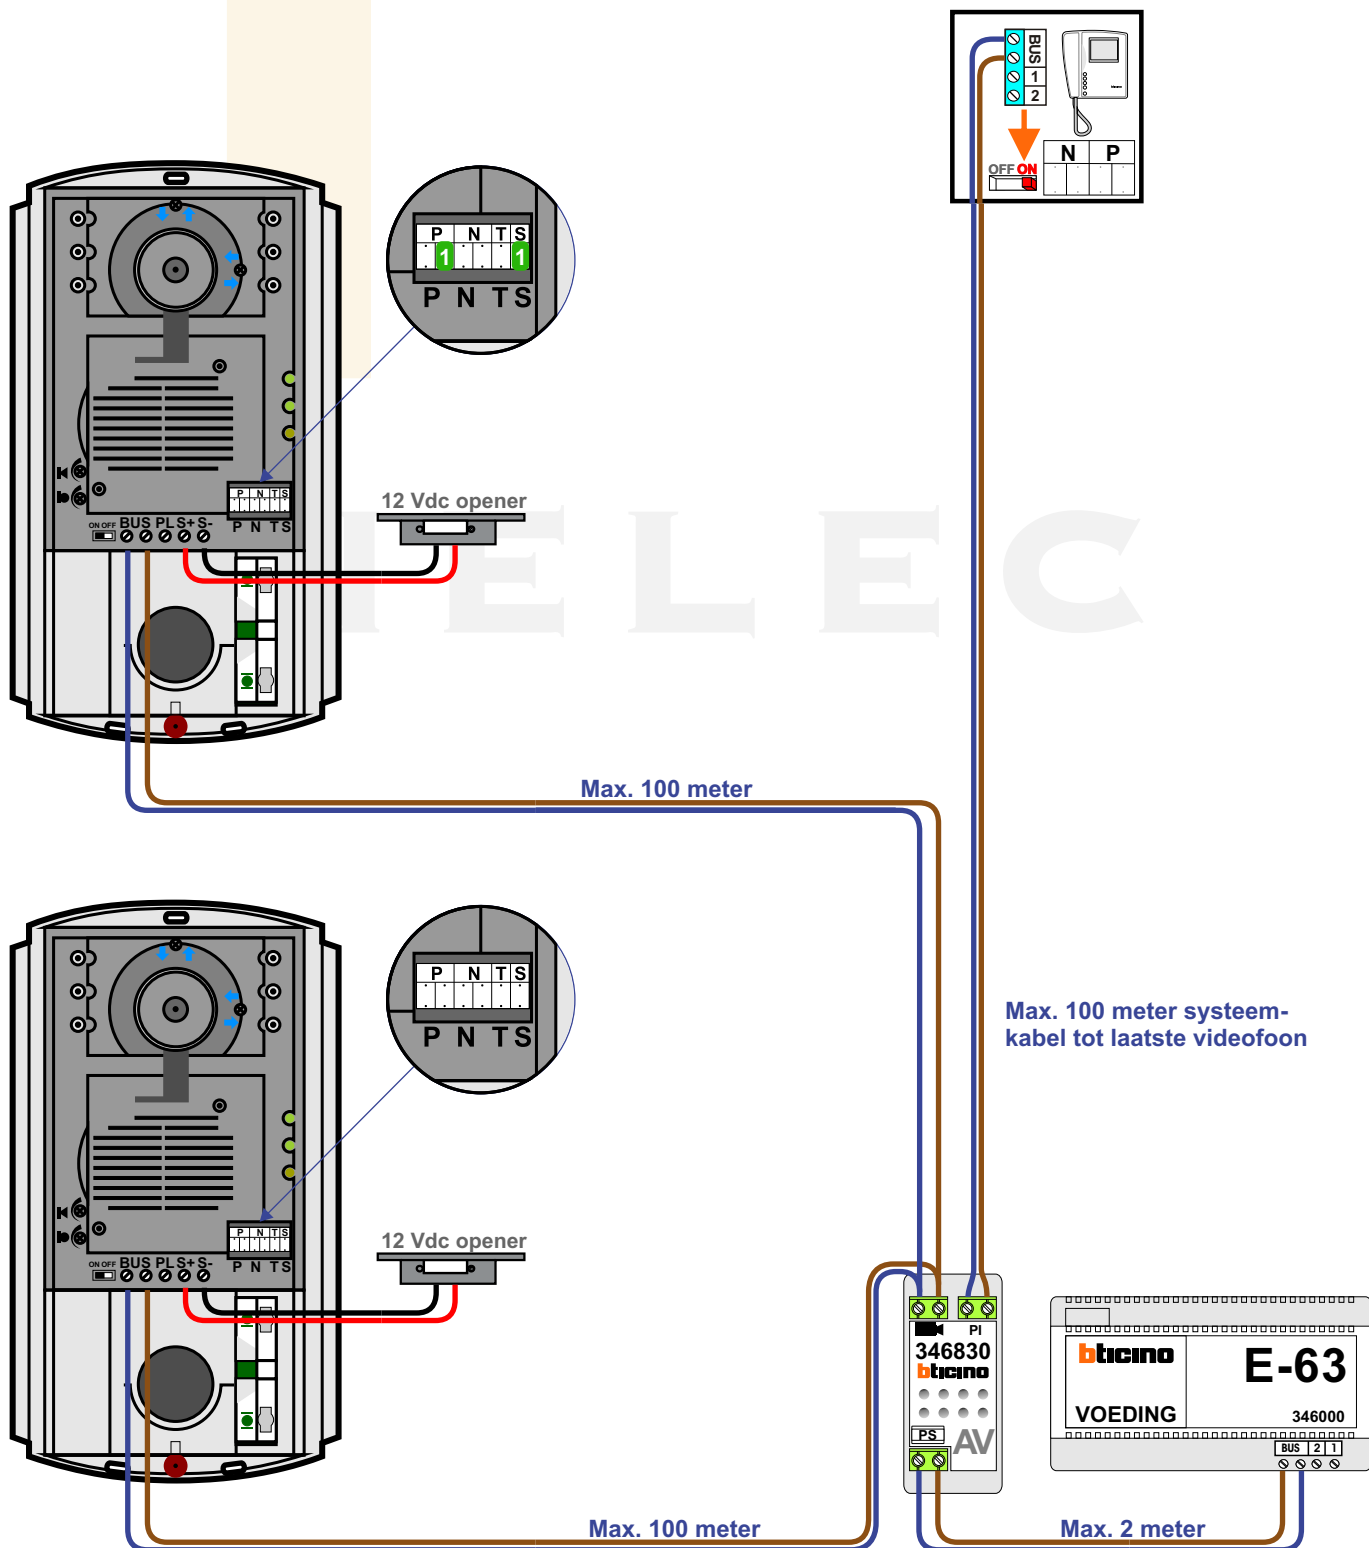 BUS
1
2
OFF ON
N P
P N T S
1 1
P N T S
12 Vdc opener
P N T S
ON OFF BUS PL S+ S- P N T S
TELEC
Max. 100 meter
P N T S
P N T S
Max. 100 meter systeem-
kabel tot laatste videofoon
12 Vdc opener
P N T S
ON OFF BUS PL S+ S- P N T S
PI
346830
bticino
PS
AV
bticino
E-63
VOEDING
346000
BUS 2 1
Max. 100 meter
Max. 2 meter